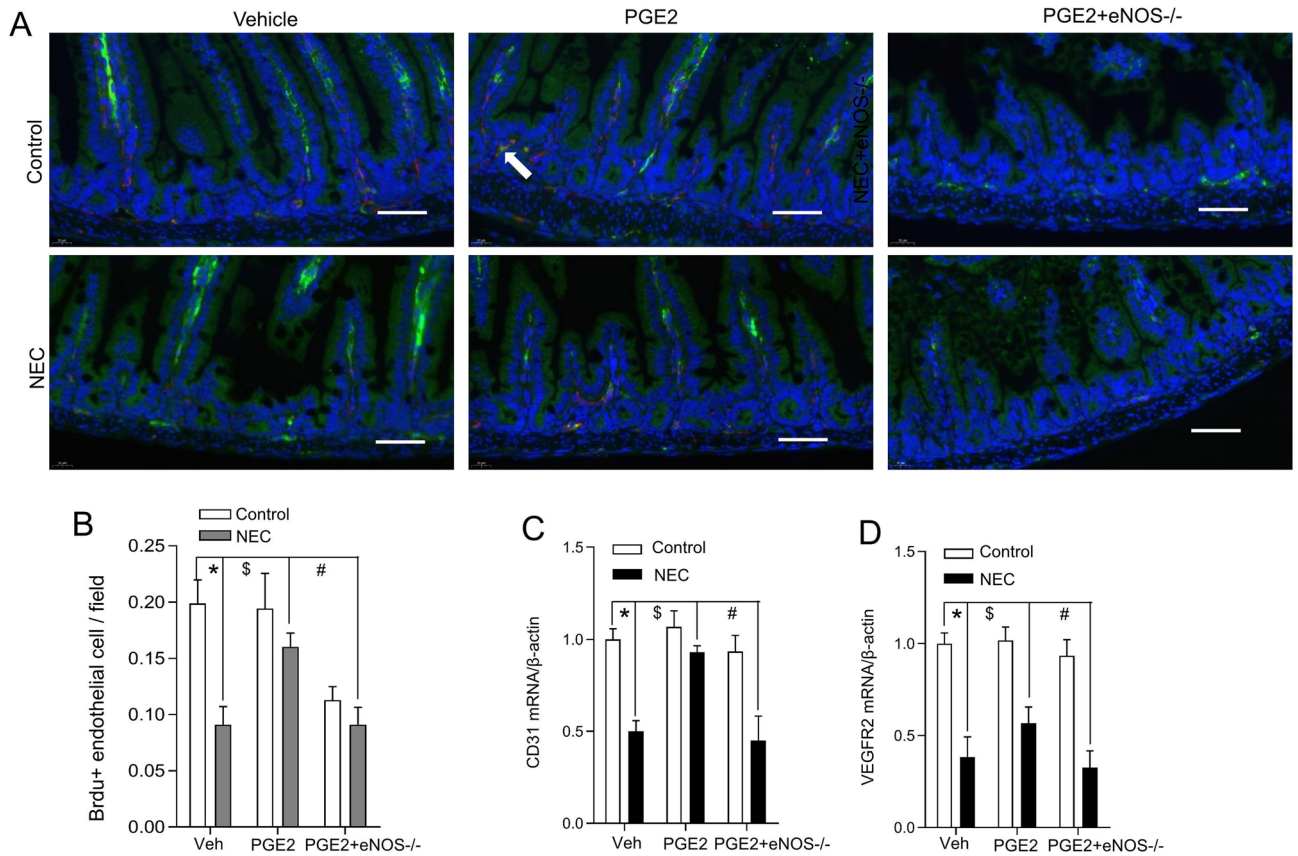 A
Vehicle
PGE2
PGE2+eNOS-/-
Control
NEC+eNOS-/-
NEC
B
Control
NEC
Brdu+ endothelial cell / field
0.25
0.20
0.15
0.10
0.05
0.00
*
$
#
Veh
PGE2
PGE2+eNOS-/-
C
Control
NEC
CD31 mRNA/β-actin
1.5
1.0
0.5
0.0
*
$
#
Veh
PGE2
PGE2+eNOS-/-
D
Control
NEC
VEGFR2 mRNA/β-actin
1.5
1.0
0.5
0.0
*
$
#
Veh
PGE2
PGE2+eNOS-/-